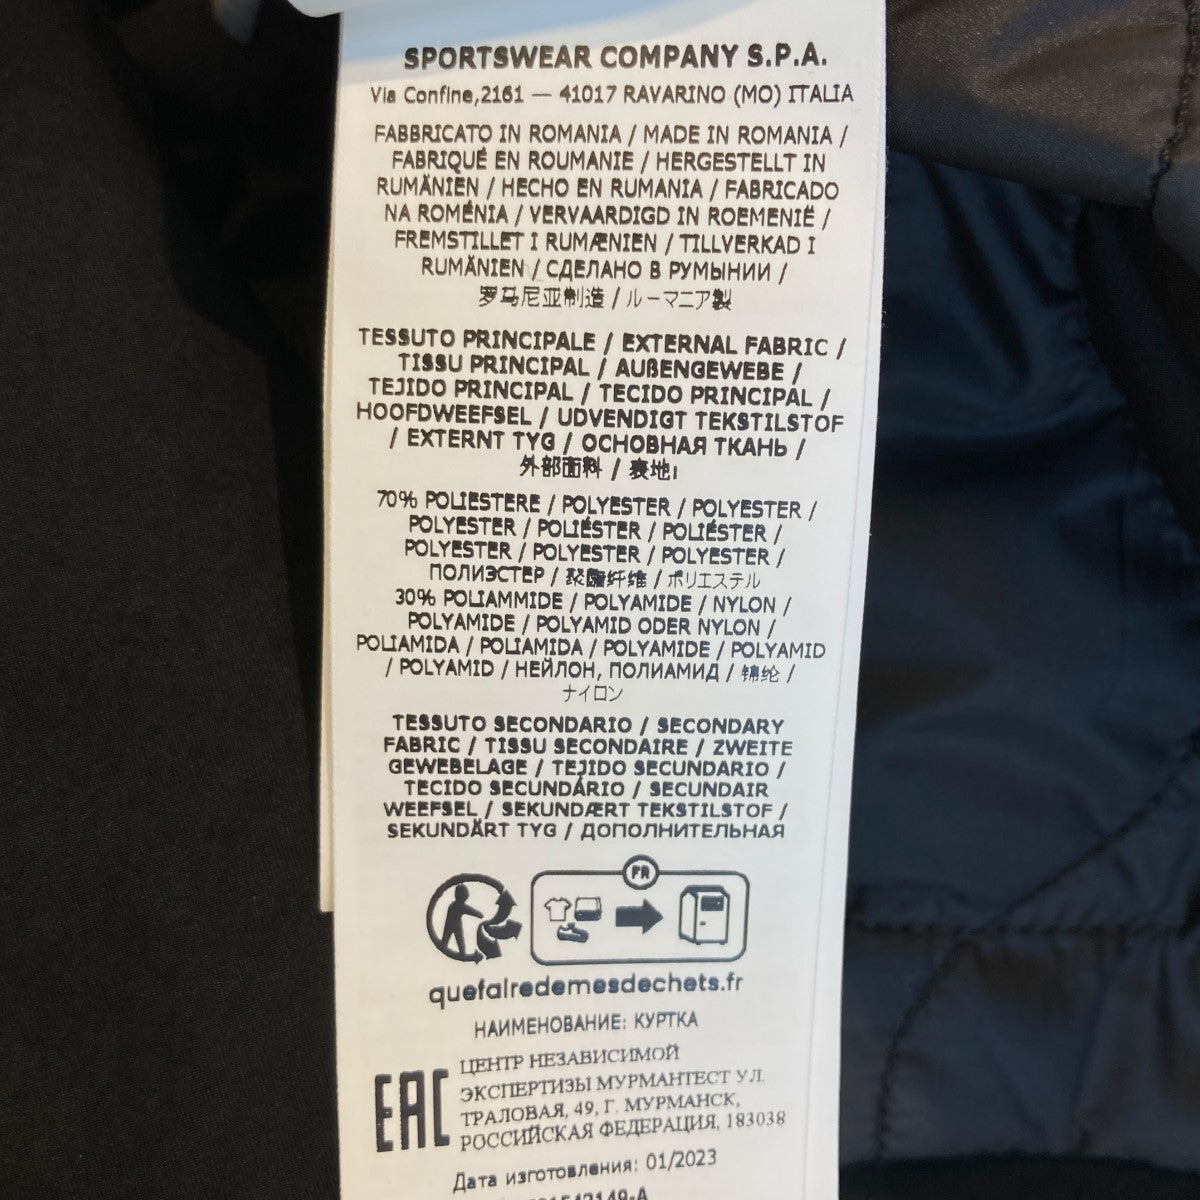 SPORTSWEAR COMPANY S.P.A.
Via Confine,2161 — 41017 RAVARINO (MO) ITALIA
FABBRICATO IN ROMANIA / MADE IN ROMANIA /
FABRIQUÉ EN ROUMANIE / HERGESTELLT IN
RUMÄNIEN / HECHO EN RUMANIA / FABRICADO
NA ROMÉNIA / VERVAARDIGD IN ROEMENIË /
FREMSTILLET I RUMÆNIEN / TILLVERKAD I
RUMÄNIEN / СДЕЛАНО В РУМЫНИИ /
罗马尼亚制造 / ルーマニア製
TESSUTO PRINCIPALE / EXTERNAL FABRIC /
TISSU PRINCIPAL / AUßENGEWEBE /
TEJIDO PRINCIPAL / TECIDO PRINCIPAL /
HOOFDWEEFSEL / UDVENDIGT TEKSTILSTOF
/ EXTERNT TYG / ОСНОВНАЯ ТКАНЬ /
外部面料 / 表地
70% POLIESTERE / POLYESTER / POLYESTER /
POLYESTER / POLIÉSTER / POLIÉSTER /
POLYESTER / POLYESTER / POLYESTER /
ПОЛИЭСТЕР / 聚酯纤维 / ポリエステル
30% POLIAMMIDE / POLYAMIDE / NYLON /
POLYAMIDE / POLYAMID ODER NYLON /
POLIAMIDA / POLIAMIDA / POLYAMIDE / POLYAMID
/ POLYAMID / НЕЙЛОН, ПОЛИАМИД / 锦纶 /
ナイロン
TESSUTO SECONDARIO / SECONDARY
FABRIC / TISSU SECONDAIRE / ZWEITE
GEWEBELAGE / TEJIDO SECUNDARIO /
TECIDO SECUNDÁRIO / SECUNDAIR
WEEFSEL / SEKUNDÆRT TEKSTILSTOF /
SEKUNDÄRT TYG / ДОПОЛНИТЕЛЬНАЯ
FR
quefairedemesdechets.fr
НАИМЕНОВАНИЕ: КУРТКА
EAC
ЦЕНТР НЕЗАВИСИМОЙ
ЭКСПЕРТИЗЫ МУРМАНТЕСТ УЛ.
ТРАЛОВАЯ, 49, Г. МУРМАНСК,
РОССИЙСКАЯ ФЕДЕРАЦИЯ, 183038
Дата изготовления: 01/2023